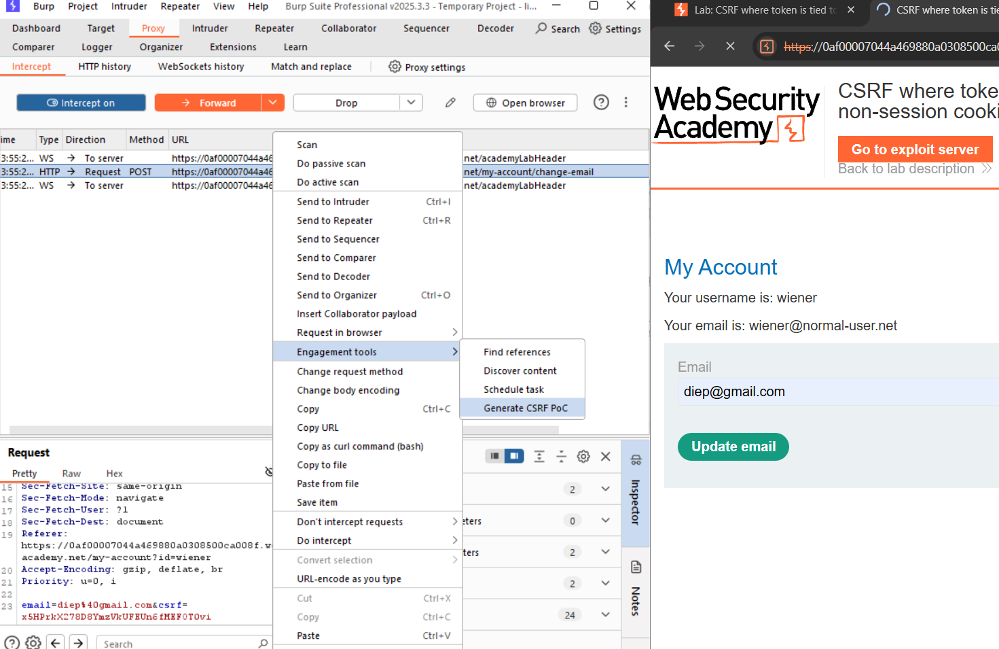 Burp Project Intruder Repeater View Help Burp Suite Professional v2025.3.3 - Temporary Project - li...
Dashboard Target Proxy Intruder Repeater Collaborator Sequencer Decoder Search Settings
Comparer Logger Organizer Extensions Learn
Intercept HTTP history WebSockets history Match and replace Proxy settings
Intercept on Forward Drop Open browser
ime Type Direction Method URL
3:55:2... WS → To server https://0af00007044a46 net/academyLabHeader
3:55:2... HTTP → Request POST https://0af00007044a46 net/my-account/change-email
3:55:2... WS → To server https://0af00007044a46 net/academyLabHeader
Scan
Do passive scan
Do active scan
Send to Intruder Ctrl+I
Send to Repeater Ctrl+R
Send to Sequencer
Send to Comparer
Send to Decoder
Send to Organizer Ctrl+O
Insert Collaborator payload
Request in browser
Engagement tools
Change request method
Change body encoding
Copy Ctrl+C
Copy URL
Copy as curl command (bash)
Copy to file
Paste from file
Save item
Don't intercept requests
Do intercept
Convert selection
URL-encode as you type
Cut Ctrl+X
Copy Ctrl+C
Paste Ctrl+V
Find references
Discover content
Schedule task
Generate CSRF PoC
Request
Pretty Raw Hex
15 Sec-Fetch-Site: same-origin
16 Sec-Fetch-Mode: navigate
17 Sec-Fetch-User: ?1
18 Sec-Fetch-Dest: document
19 Referer:
https://0af00007044a469880a0308500ca008f.w
academy.net/my-account?id=wiener
20 Accept-Encoding: gzip, deflate, br
21 Priority: u=0, i
22
23 email=diep%40gmail.com&csrf=
Search
2
eters 0
ters 2
2
24
Inspector
Notes
Lab: CSRF where token is tied to
CSRF where token is tie
https://0af00007044a469880a0308500ca0
Web Security
Academy
CSRF where toke
non-session cooki
Go to exploit server
Back to lab description
My Account
Your username is: wiener
Your email is: wiener@normal-user.net
Email
diep@gmail.com
Update email